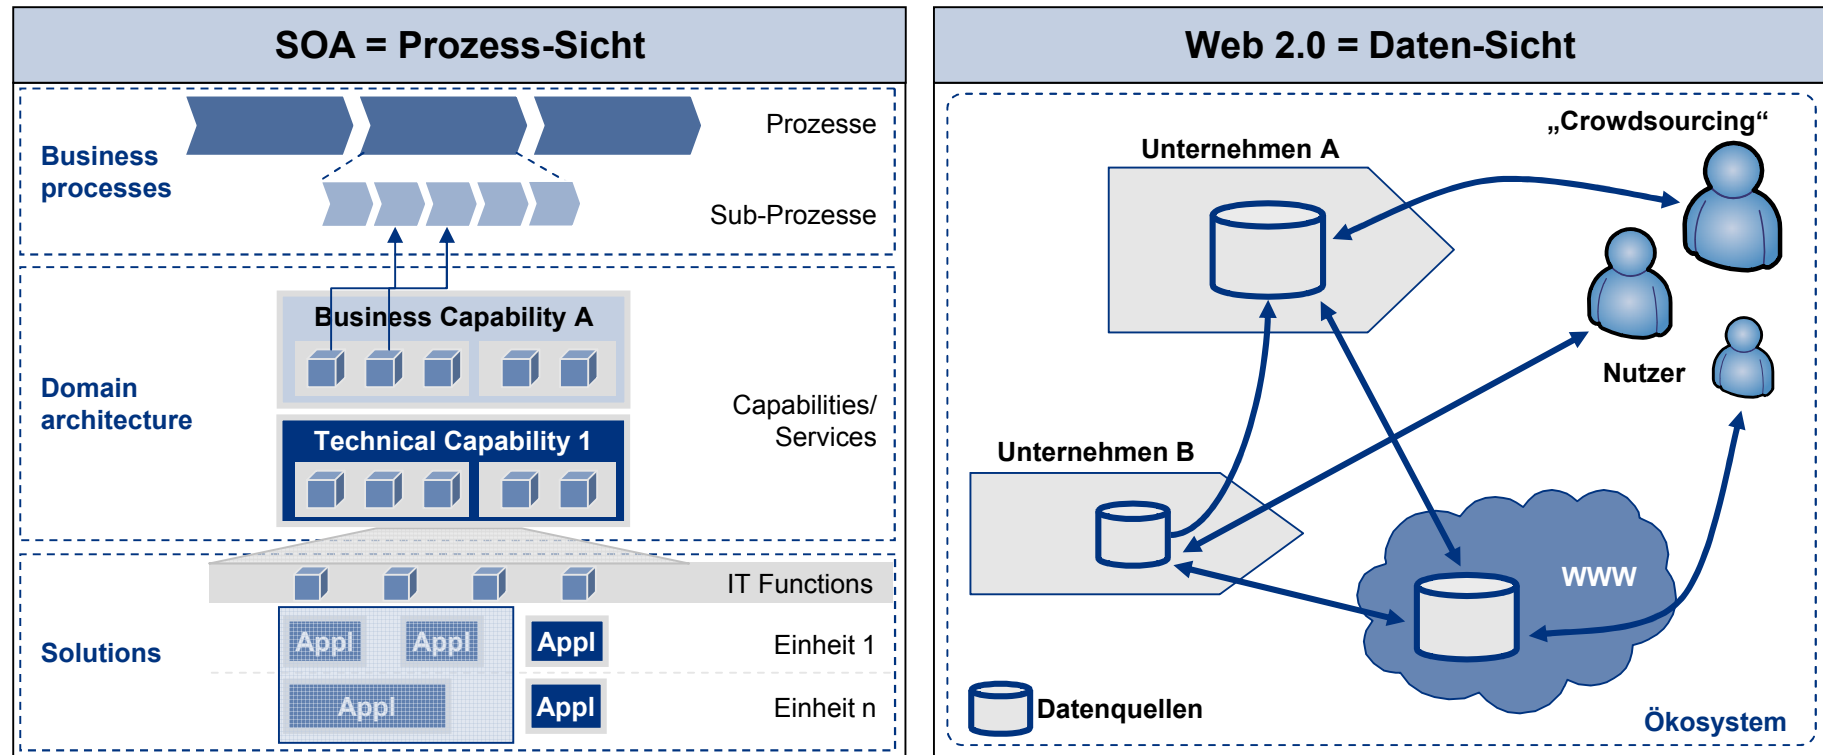 SOA = Prozess-Sicht
Business
processes
Prozesse
Sub-Prozesse
Domain
architecture
Business Capability A
Technical Capability 1
Capabilities/
Services
Solutions
IT Functions
Appl
Appl
Appl
Einheit 1
Appl
Appl
Einheit n
Web 2.0 = Daten-Sicht
„Crowdsourcing“
Unternehmen A
Nutzer
Unternehmen B
www
Datenquellen
Ökosystem